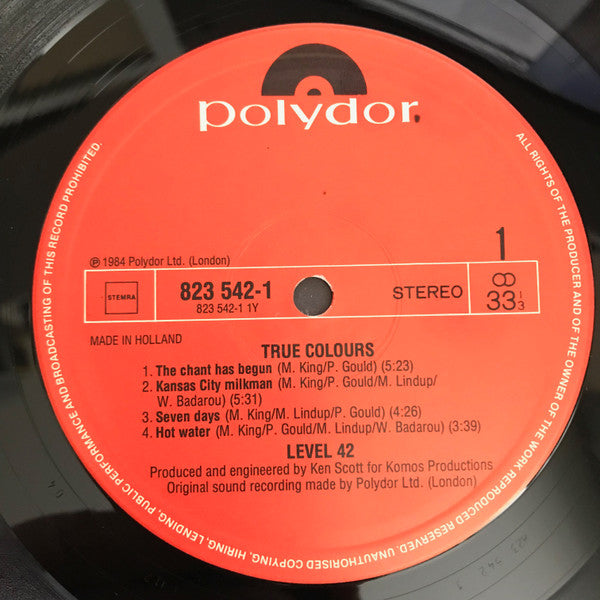 polydor
℗ 1984 Polydor Ltd. (London)
1
STEMRA
823 542-1
823 542-1 1Y
STEREO
33 1/3
MADE IN HOLLAND
TRUE COLOURS
1. The chant has begun (M. King/P. Gould) (5:23)
2. Kansas City milkman (M. King/P. Gould/M. Lindup/
W. Badarou) (5:31)
3. Seven days (M. King/M. Lindup/P. Gould) (4:26)
4. Hot water (M. King/P. Gould/M. Lindup/W. Badarou) (3:39)
LEVEL 42
Produced and engineered by Ken Scott for Komos Productions
Original sound recording made by Polydor Ltd. (London)
ALL RIGHTS OF THE PRODUCER AND OF THE OWNER OF THE WORK REPRODUCED RESERVED. UNAUTHORISED COPYING, HIRING, LENDING, PUBLIC PERFORMANCE AND BROADCASTING OF THIS RECORD PROHIBITED.